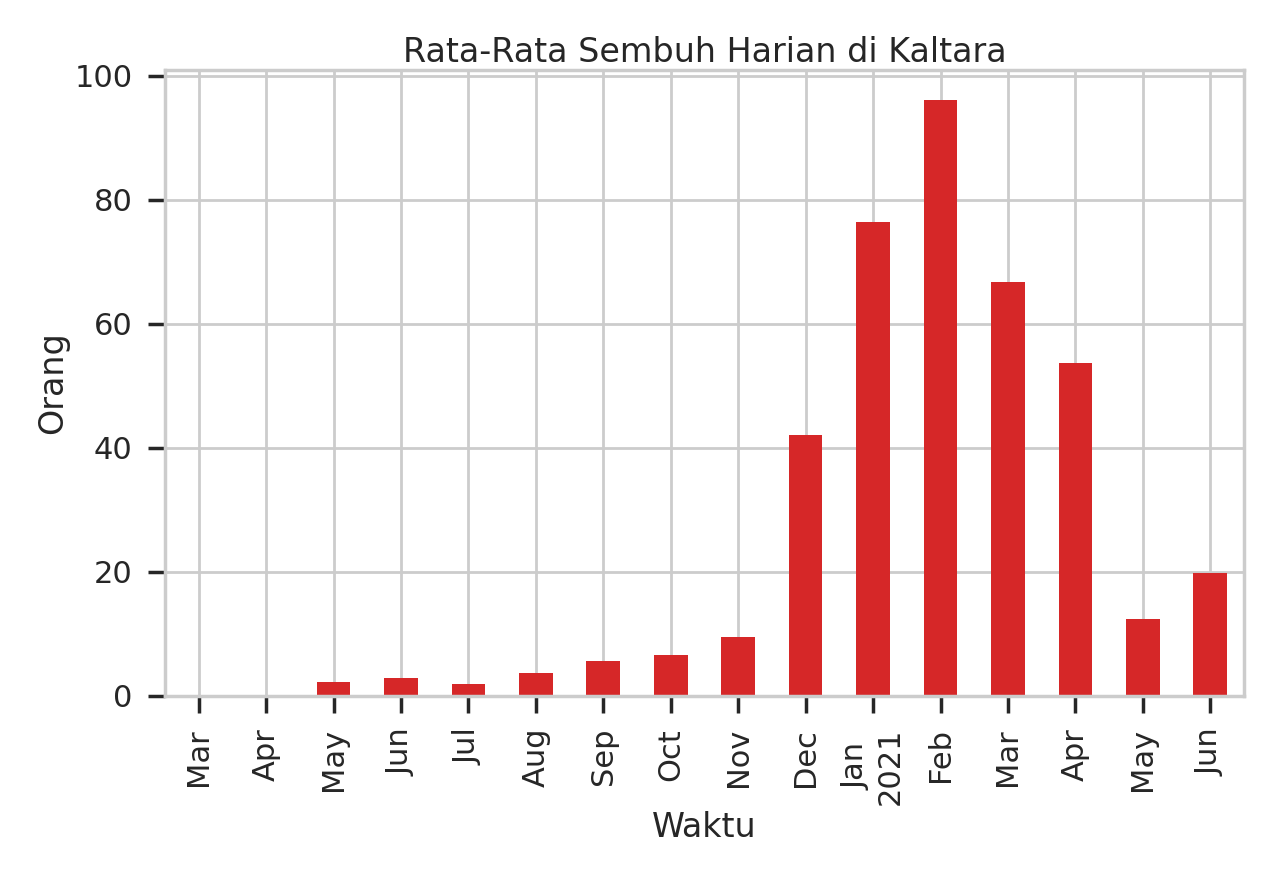 Rata-Rata Sembuh Harian di Kaltara
100
80
60
40
20
0
Orang
Mar
Apr
May
Jun
Jul
Aug
Sep
Oct
Nov
Dec
Jan
2021
Feb
Mar
Apr
May
Jun
Waktu